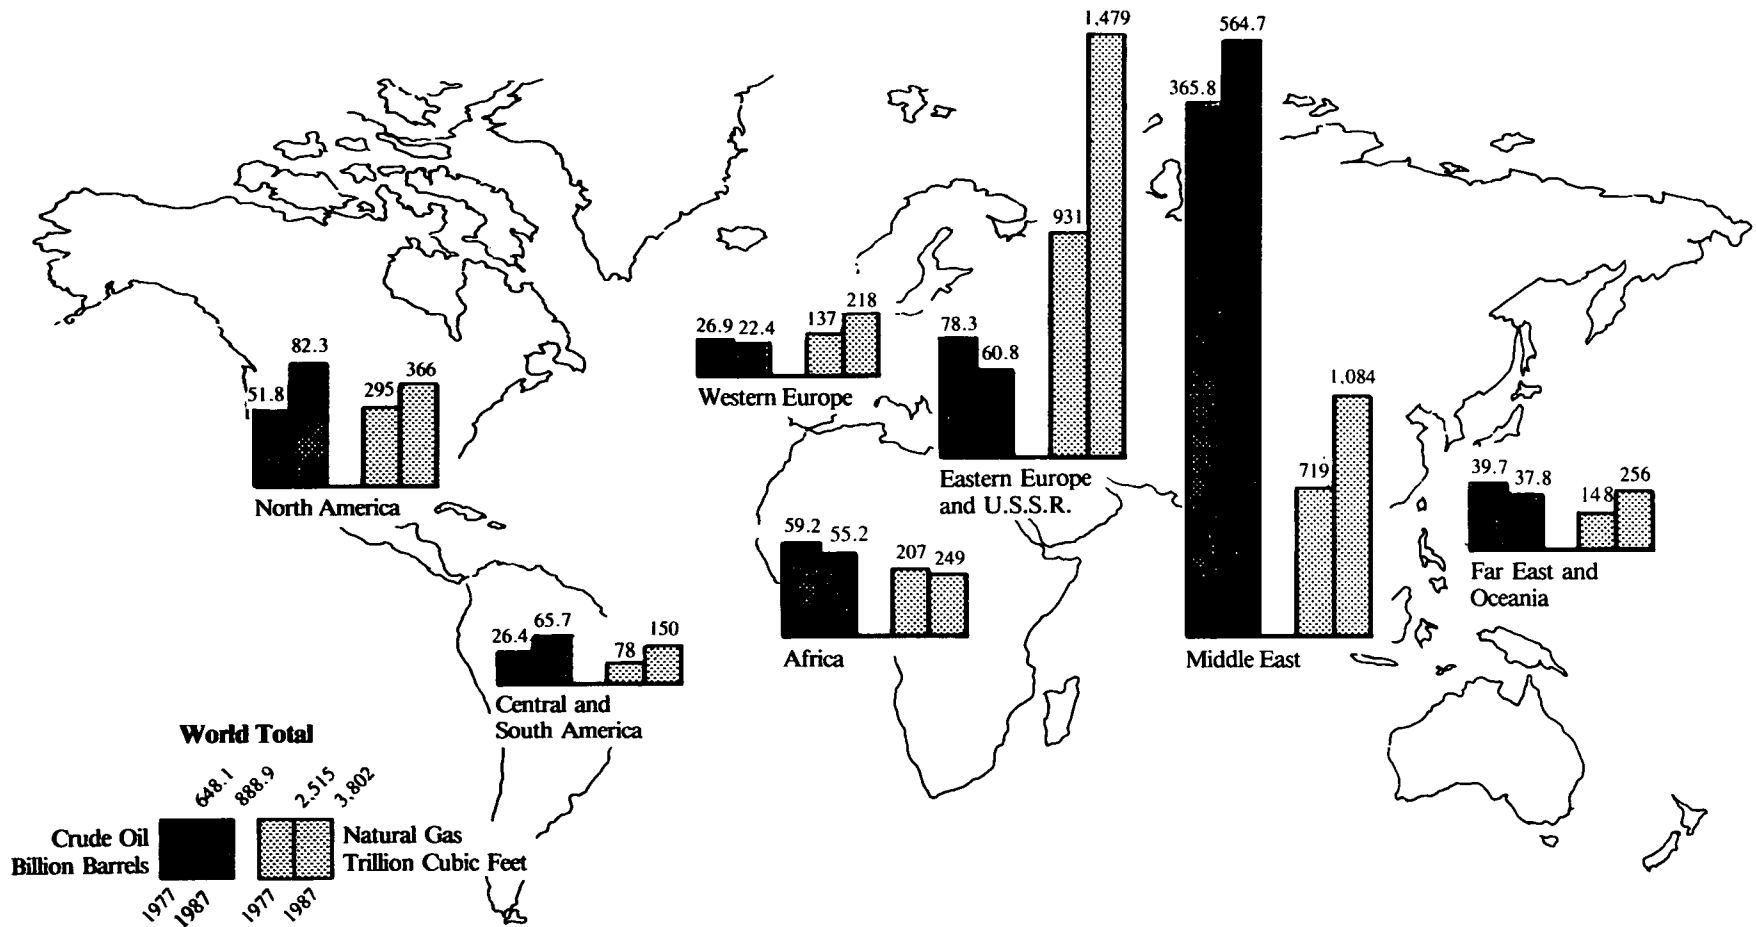 1,479
564.7
365.8
931
218
137
26.9 22.4
Western Europe
78.3
60.8
Eastern Europe
and U.S.S.R.
82.3
51.8
366
295
North America
1,084
719
Middle East
39.7
37.8
256
148
Far East and
Oceania
59.2
55.2
207
249
Africa
26.4
65.7
78
150
Central and
South America
World Total
648.1
888.9
2,515
3,802
Crude Oil
Billion Barrels
Natural Gas
Trillion Cubic Feet
1977
1987
1977
1987